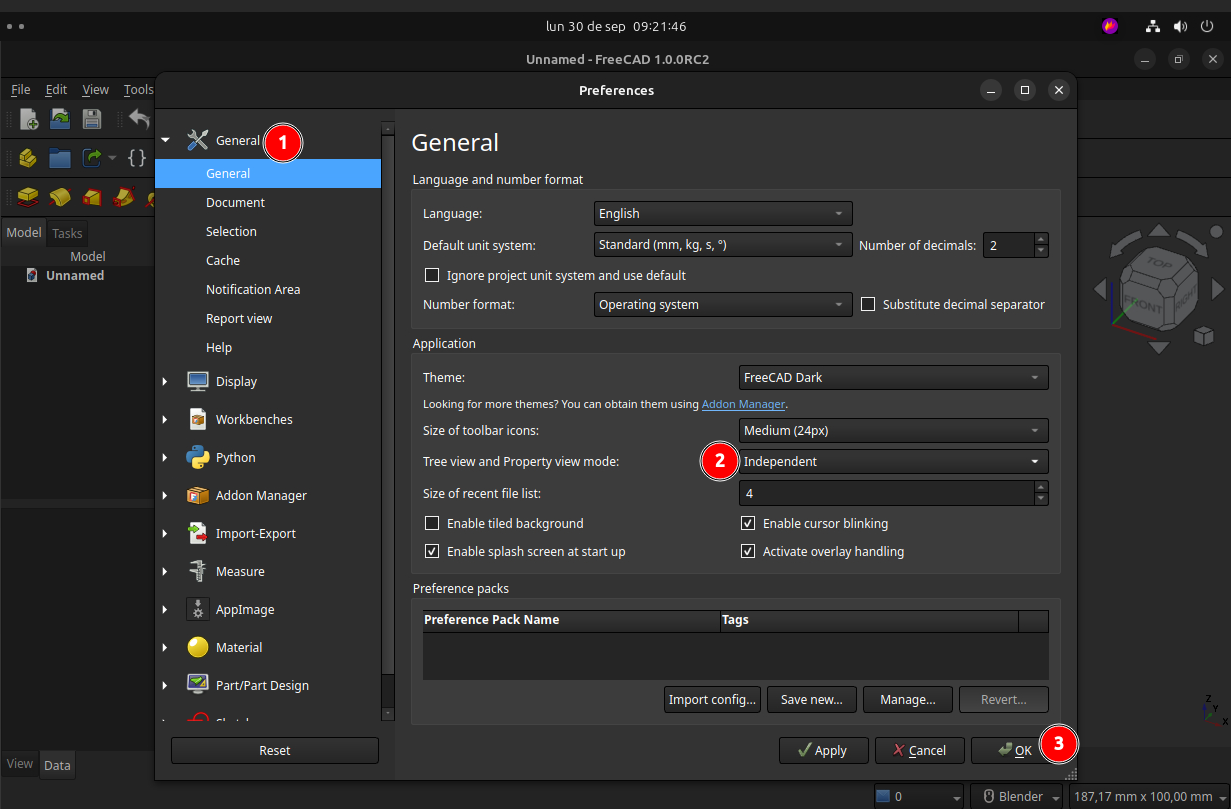 lun 30 de sep 09:21:46
Unnamed - FreeCAD 1.0.0RC2
File Edit View Tools
Preferences
General 1
General
Document
Selection
Cache
Notification Area
Report view
Help
Display
Workbenches
Python
Addon Manager
Import-Export
Measure
AppImage
Material
Part/Part Design
Reset
General
Language and number format
Language: English
Default unit system: Standard (mm, kg, s, °) Number of decimals: 2
Ignore project unit system and use default
Number format: Operating system Substitute decimal separator
Application
Theme: FreeCAD Dark
Looking for more themes? You can obtain them using Addon Manager.
Size of toolbar icons: Medium (24px)
Tree view and Property view mode: 2 Independent
Size of recent file list: 4
Enable tiled background Enable cursor blinking
Enable splash screen at start up Activate overlay handling
Preference packs
Preference Pack Name Tags
Import config... Save new... Manage... Revert...
Apply Cancel OK 3
Model Tasks
Model
Unnamed
TOP
FRONT RIGHT
Z
Y
X
View Data
0 Blender 187,17 mm x 100,00 mm